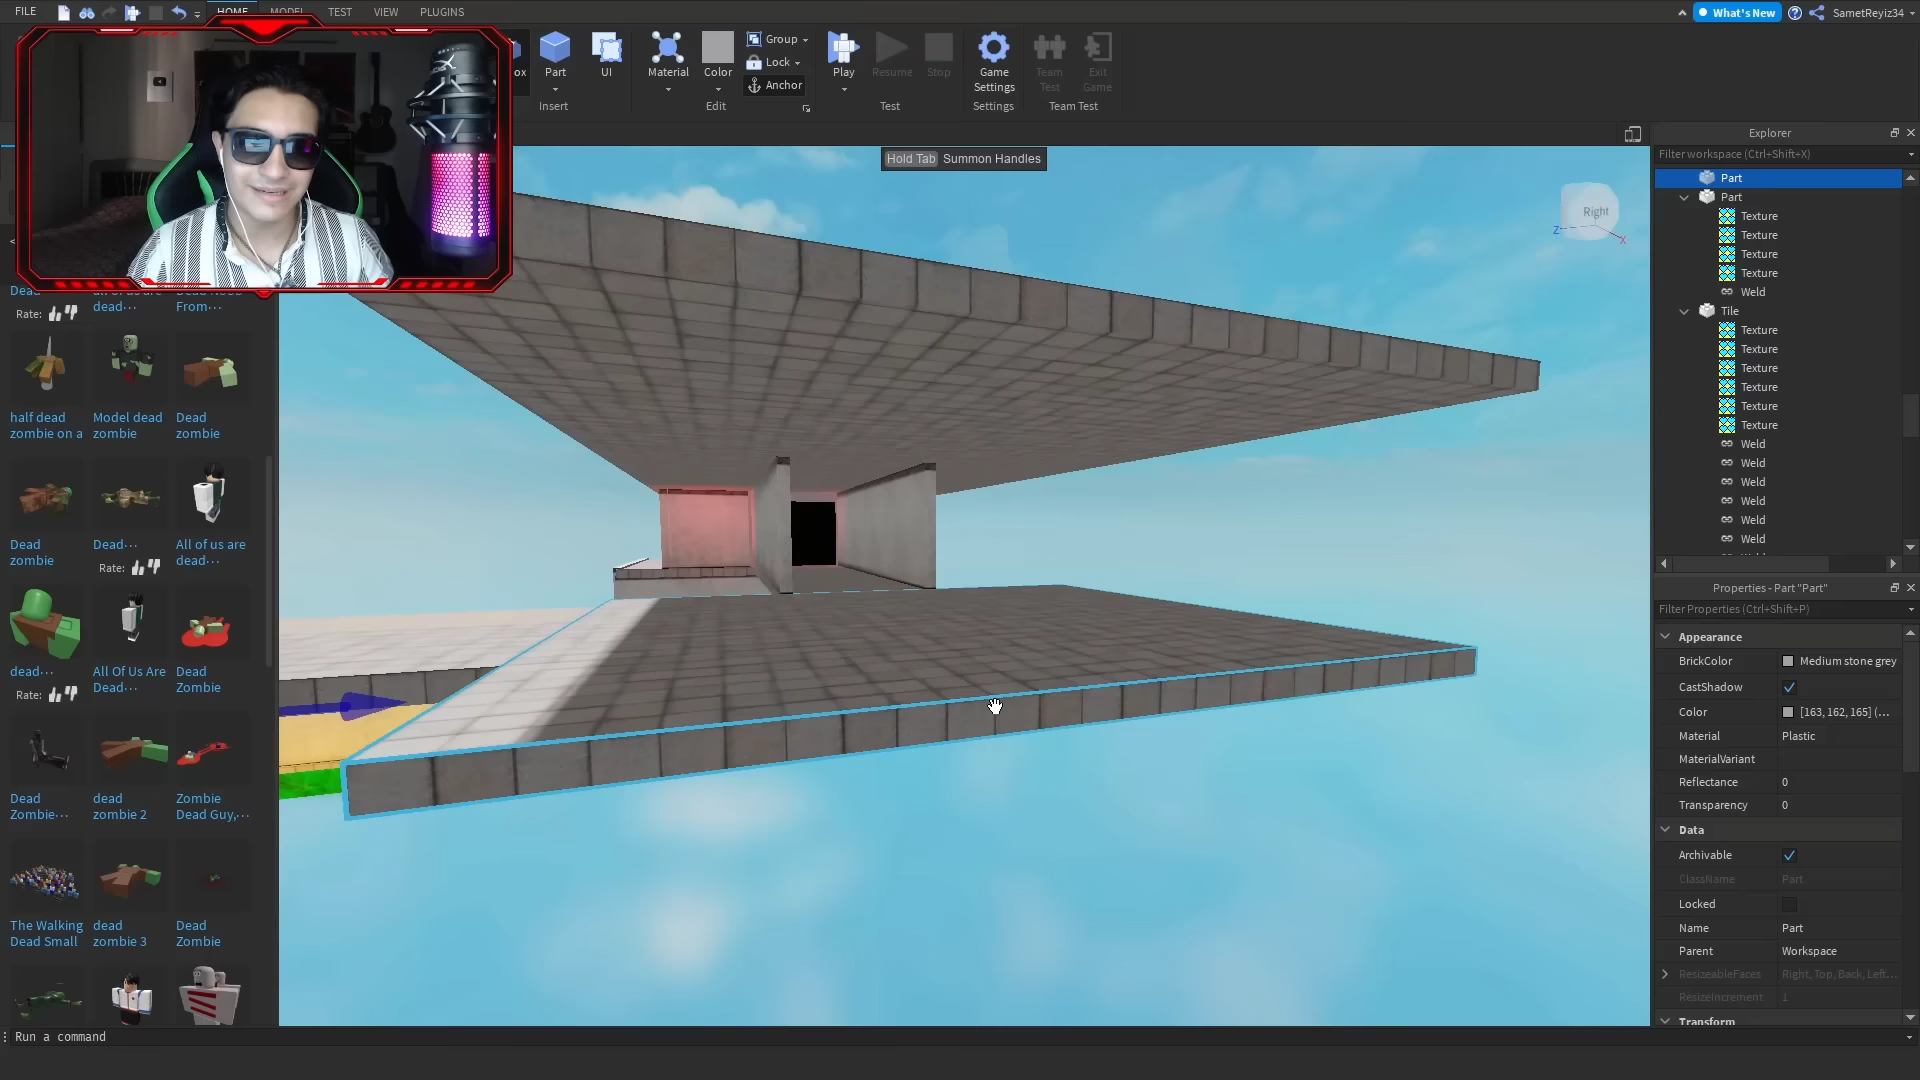 FILE
HOME
MODEL
TEST
VIEW
PLUGINS
What's New
SametReyiz34
Part
UI
Material
Color
Group
Lock
Anchor
Play
Resume
Stop
Game
Settings
Team
Test
Exit
Game
Insert
Edit
Test
Settings
Team Test
Hold Tab Summon Handles
Right
Z
X
Explorer
Filter workspace (Ctrl+Shift+X)
Part
Part
Texture
Texture
Texture
Texture
Weld
Tile
Texture
Texture
Texture
Texture
Texture
Texture
Weld
Weld
Weld
Weld
Weld
Weld
Properties - Part "Part"
Filter Properties (Ctrl+Shift+P)
Appearance
BrickColor Medium stone grey
CastShadow
Color [163, 162, 165] (...
Material Plastic
MaterialVariant
Reflectance 0
Transparency 0
Data
Archivable
ClassName Part
Locked
Name Part
Parent Workspace
ResizeableFaces Right, Top, Back, Left...
ResizeIncrement 1
Transform
dead...
From...
Rate:
half dead
zombie on a
Model dead
zombie
Dead
zombie
Dead
zombie
Dead...
Rate:
All of us are
dead...
dead...
Rate:
All Of Us Are
Dead...
Dead
Zombie
Dead
Zombie...
dead
zombie 2
Zombie
Dead Guy,...
The Walking
Dead Small
dead
zombie 3
Dead
Zombie
Run a command